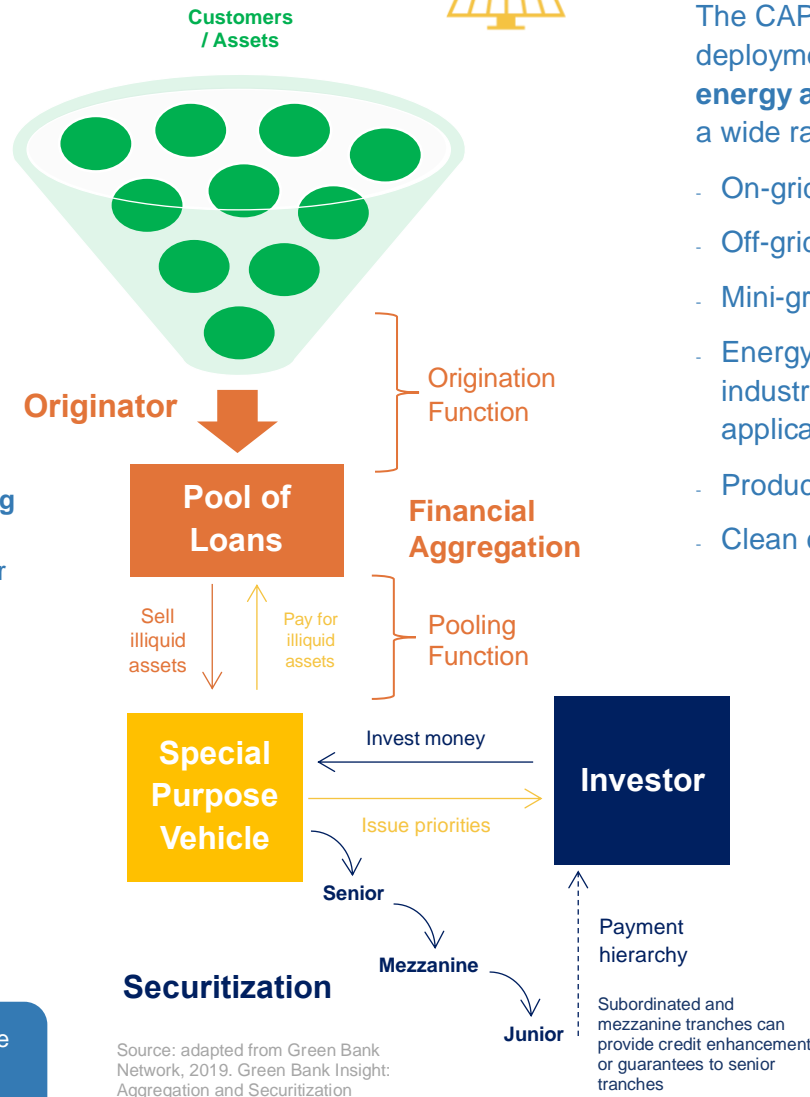 Customers
/ Assets
The CAP
deployme
energy a
a wide ra
- On-grid
- Off-grid
- Mini-gr
- Energy
industr
applica
- Produc
- Clean
Originator
Origination
Function
g
r
Pool of
Loans
Financial
Aggregation
Sell
illiquid
assets
Pay for
illiquid
assets
Pooling
Function
Special
Purpose
Vehicle
Invest money
Issue priorities
Investor
Senior
Mezzanine
Junior
Payment
hierarchy
Subordinated and
mezzanine tranches can
provide credit enhancement
or guarantees to senior
tranches
Securitization
e
Source: adapted from Green Bank
Network, 2019. Green Bank Insight:
Aggregation and Securitization